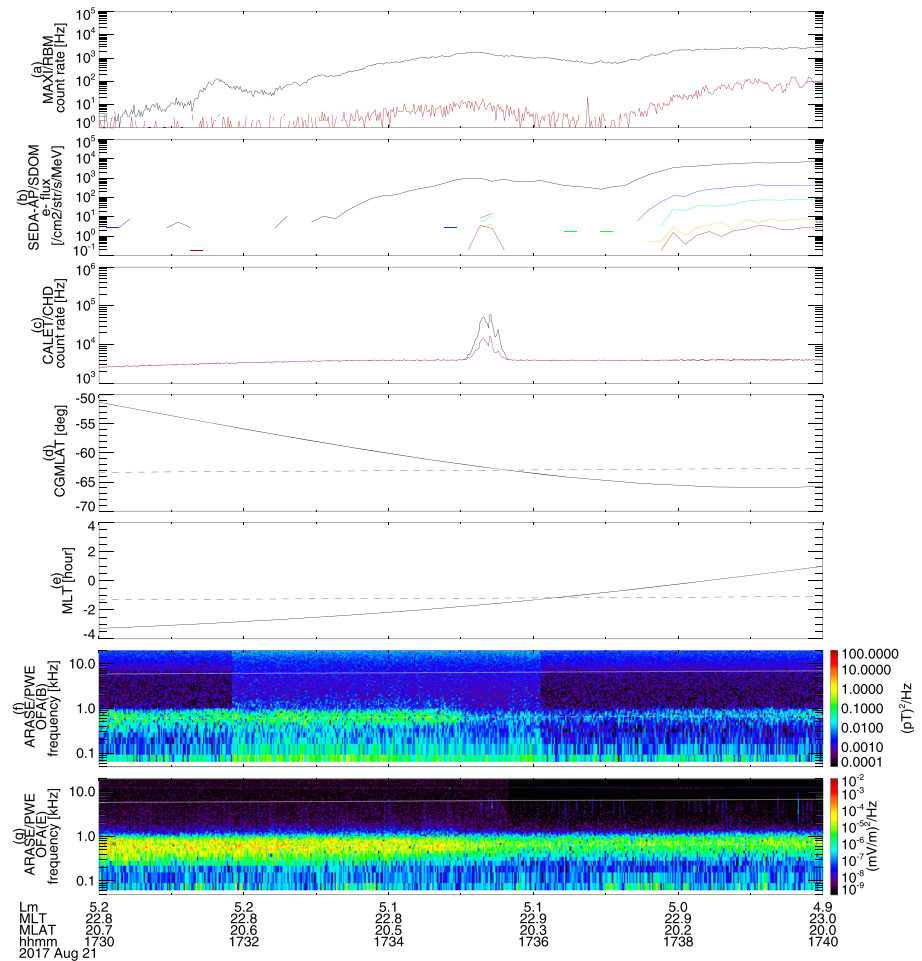 (a)
MAXI/RBM
count rate [Hz]
10^5
10^4
10^3
10^2
10^1
10^0
(b)
SEDA-AP/SDOM
e- flux
[/cm2/str/s/MeV]
10^5
10^4
10^3
10^2
10^1
10^0
10^-1
(c)
CALET/CHD
count rate [Hz]
10^6
10^5
10^4
10^3
(d)
CGMLAT [deg]
-50
-55
-60
-65
-70
(e)
MLT [hour]
4
2
0
-2
-4
(f)
ARASE/PWE
OFA(B)
frequency [kHz]
10.0
1.0
0.1
100.0000
10.0000
1.0000
0.1000
0.0100
0.0010
0.0001
(pT)^2/Hz
(g)
ARASE/PWE
OFA(E)
frequency [kHz]
10.0
1.0
0.1
10^-2
10^-3
10^-4
10^-5
10^-6
10^-7
10^-8
10^-9
(mV/m)^2/Hz
Lm 5.2 5.2 5.1 5.1 5.0 4.9
MLT 22.8 22.8 22.8 22.9 22.9 23.0
MLAT 20.7 20.6 20.5 20.3 20.2 20.1
hhmm 1730 1732 1734 1736 1738 1740
2017 Aug 21